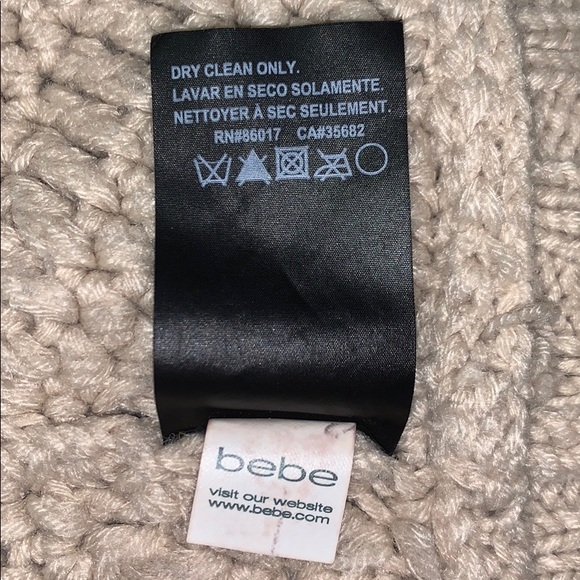 DRY CLEAN ONLY.
LAVAR EN SECO SOLAMENTE.
NETTOYER À SEC SEULEMENT.
RN#86017 CA#35682
bebe
visit our website
www.bebe.com